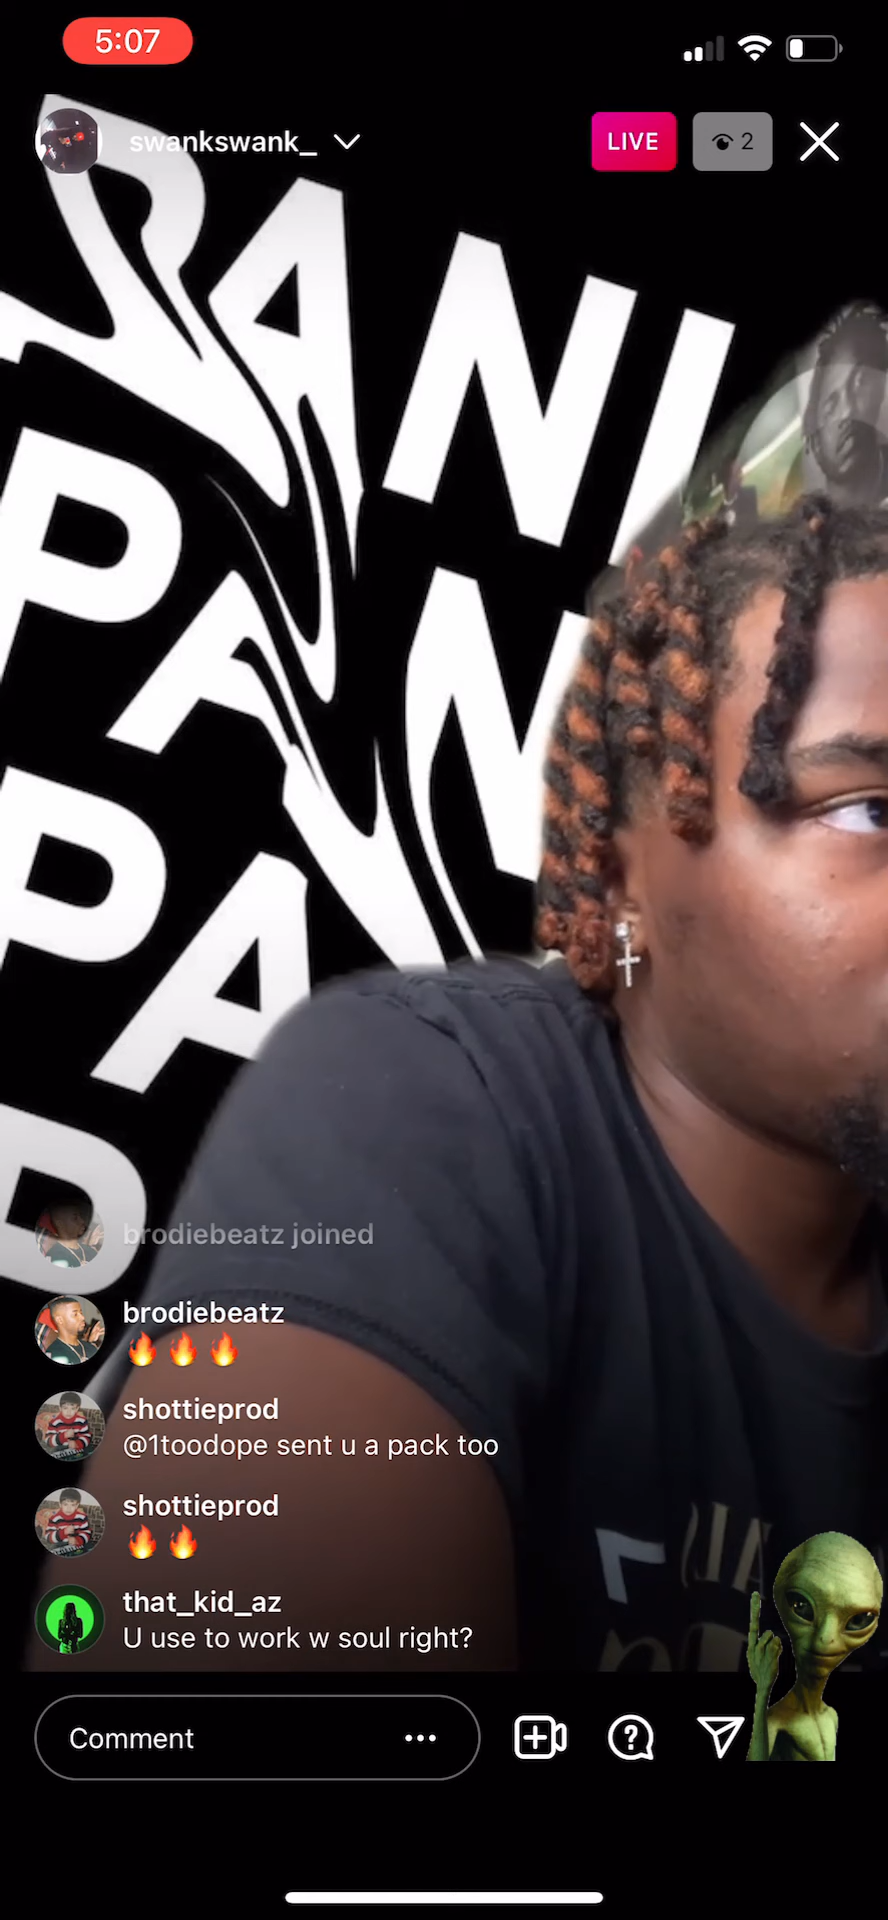 5:07
swankswank_
LIVE
2
PANI
PAN
PA
P
brodiebeatz joined
brodiebeatz
🔥🔥🔥
shottieprod
@1toodope sent u a pack too
shottieprod
🔥🔥
that_kid_az
U use to work w soul right?
Comment